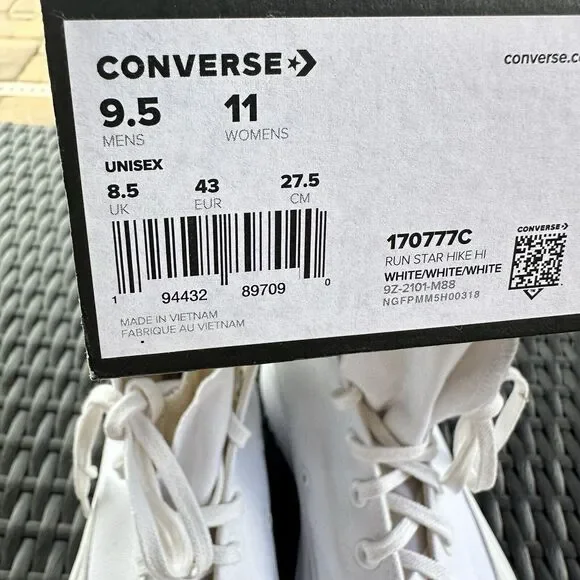 CONVERSE
converse.c
9.5 11
MENS WOMENS
UNISEX
8.5 43 27.5
UK EUR CM
1 94432 89709 0
MADE IN VIETNAM
FABRIQUE AU VIETNAM
170777C
RUN STAR HIKE HI
WHITE/WHITE/WHITE
9Z-2101-M88
NGFPMM5H00318
CONVERSE